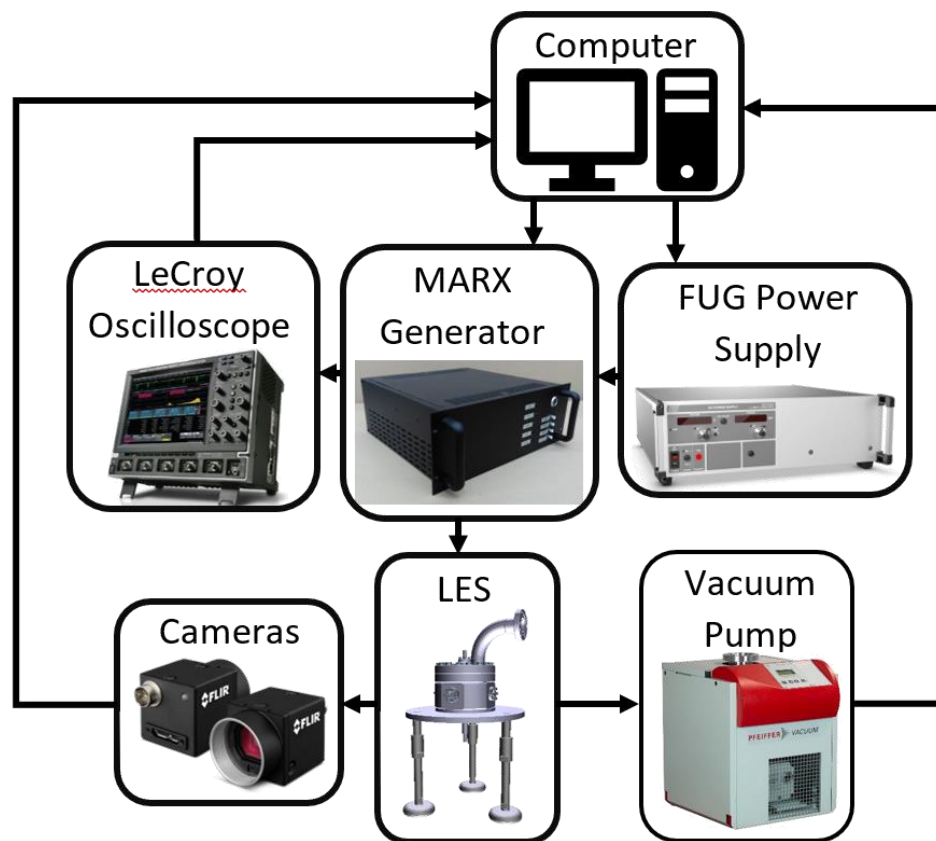 Computer
LeCroy
Oscilloscope
MARX
Generator
FUG Power
Supply
LES
Cameras
FLIR
FLIR
Vacuum
Pump
PFEIFFER VACUUM